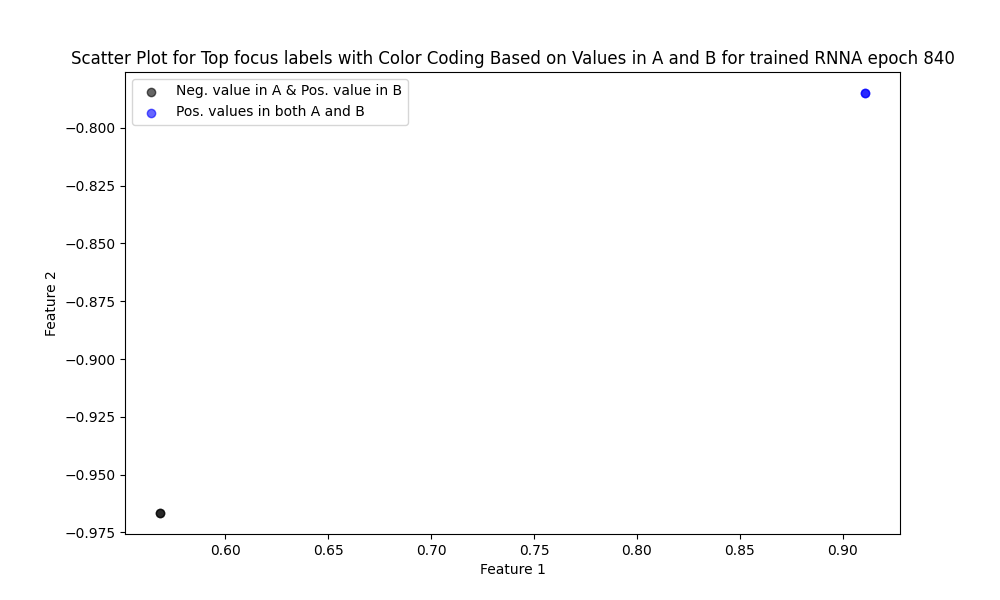 Scatter Plot for Top focus labels with Color Coding Based on Values in A and B for trained RNNA epoch 840
Neg. value in A & Pos. value in B
Pos. values in both A and B
−0.800
−0.825
−0.850
−0.875
−0.900
−0.925
−0.950
−0.975
Feature 2
0.60 0.65 0.70 0.75 0.80 0.85 0.90
Feature 1